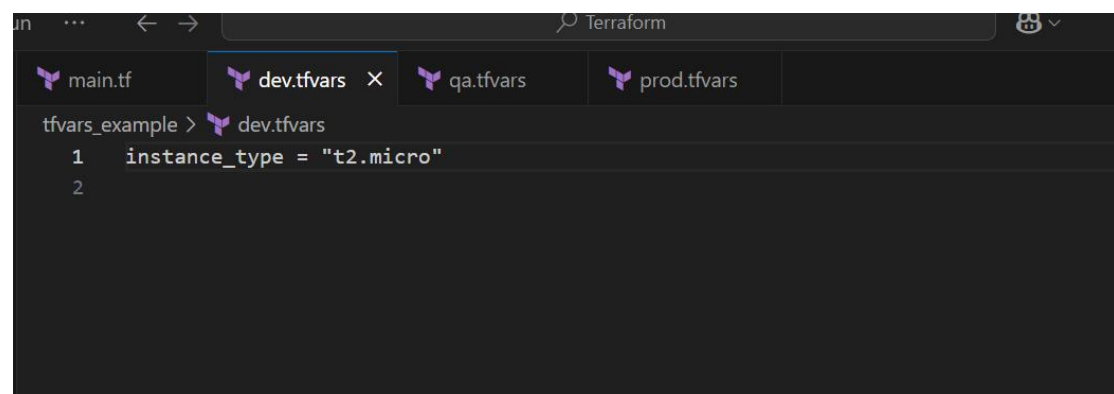 un ··· ← → Terraform
main.tf dev.tfvars × qa.tfvars prod.tfvars
tfvars_example > dev.tfvars
1 instance_type = "t2.micro"
2